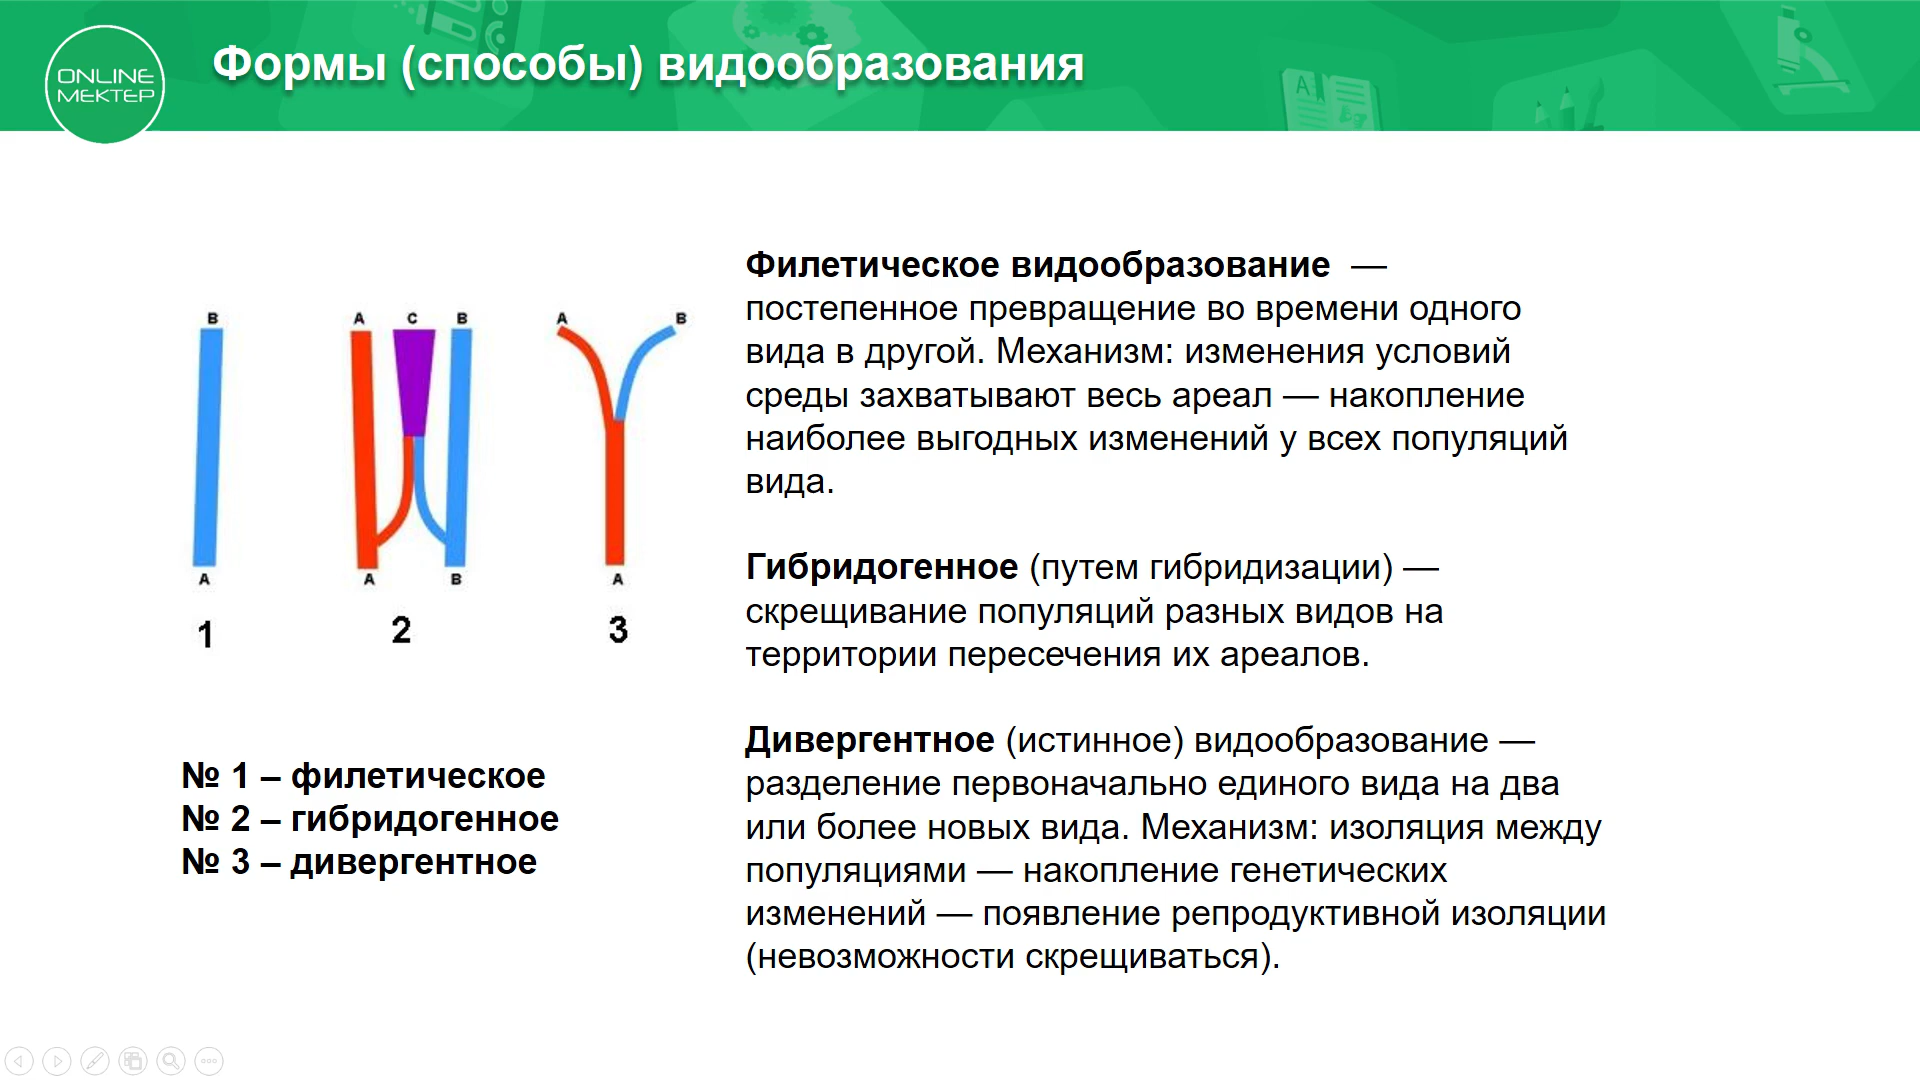 Формы (способы) видообразования
ONLINE
МЕКТЕР
Филетическое видообразование —
постепенное превращение во времени одного
вида в другой. Механизм: изменения условий
среды захватывают весь ареал — накопление
наиболее выгодных изменений у всех популяций
вида.
Гибридогенное (путем гибридизации) —
скрещивание популяций разных видов на
территории пересечения их ареалов.
Дивергентное (истинное) видообразование —
разделение первоначально единого вида на два
или более новых вида. Механизм: изоляция между
популяциями — накопление генетических
изменений — появление репродуктивной изоляции
(невозможности скрещиваться).
B
A
1
A C B
A B
2
A B
A
3
№ 1 – филетическое
№ 2 – гибридогенное
№ 3 – дивергентное